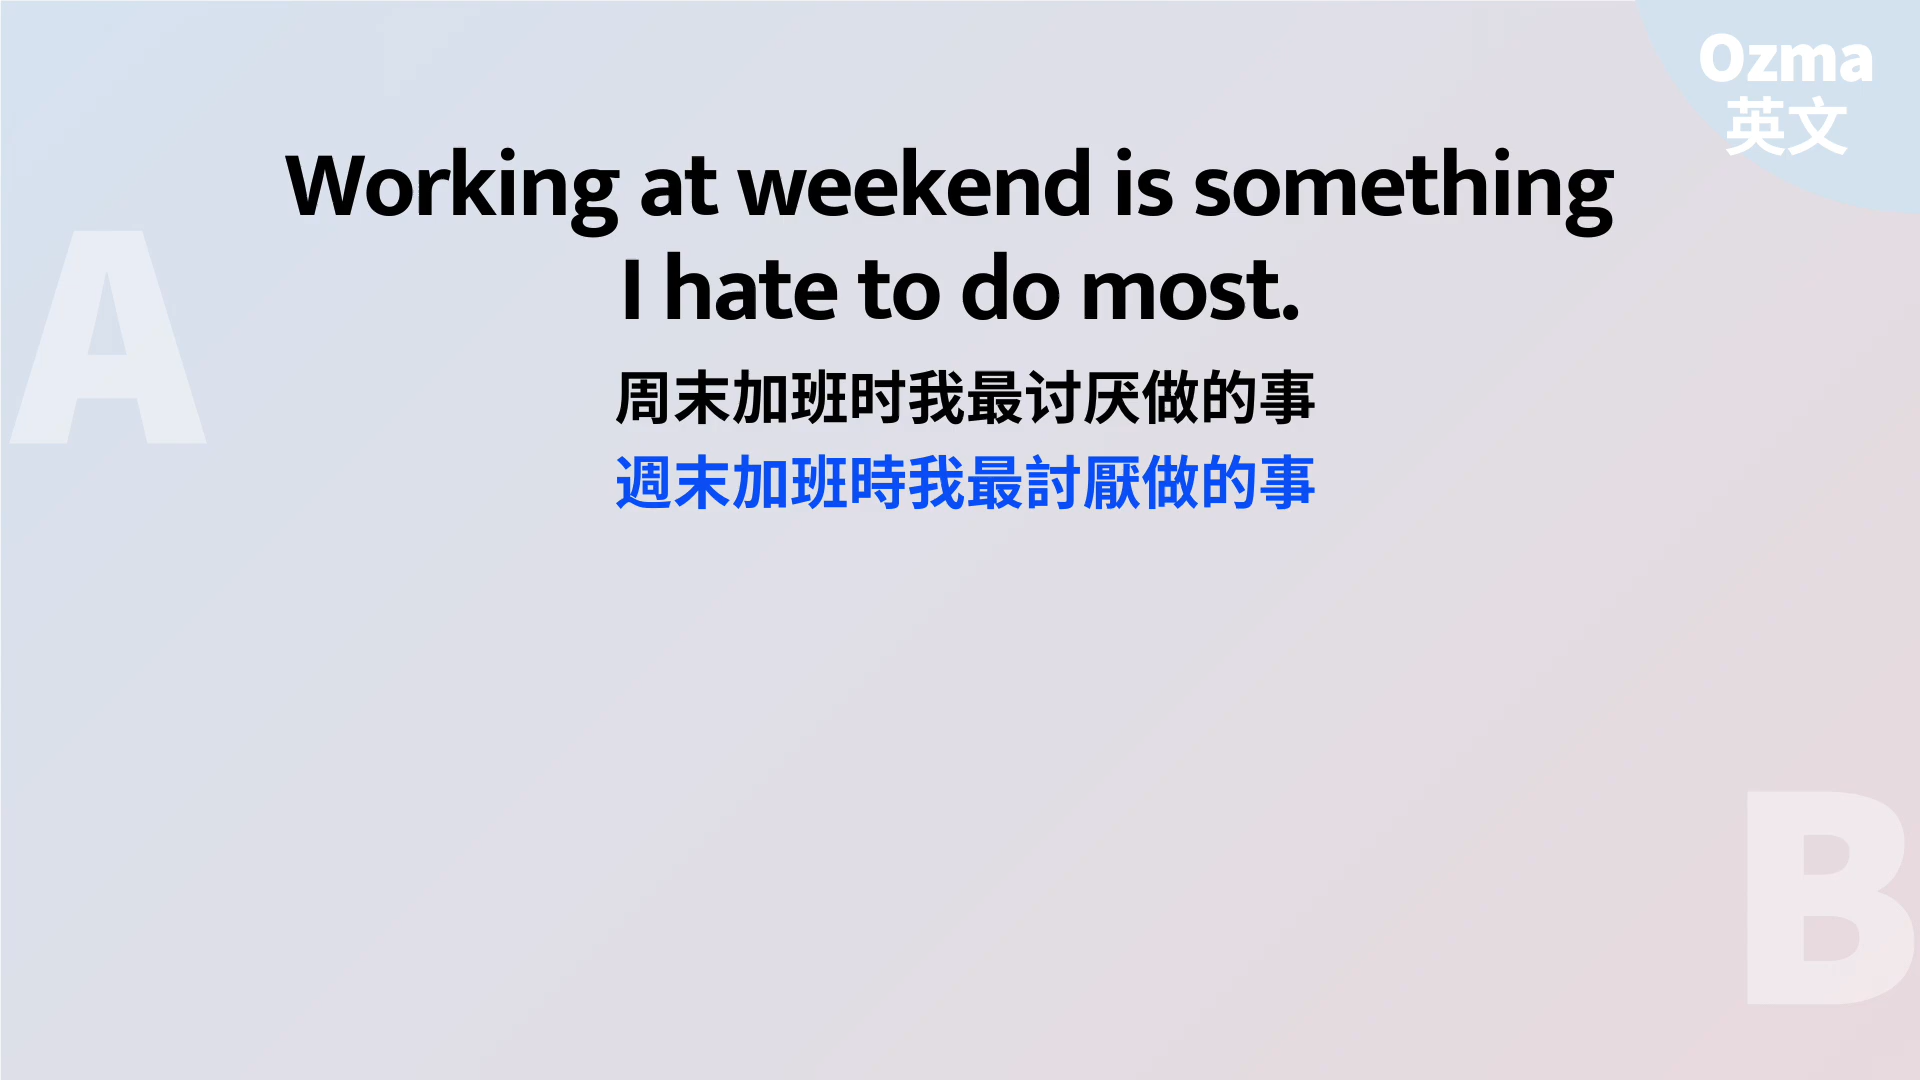 Ozma
英文
Working at weekend is something
I hate to do most.
周末加班时我最讨厌做的事
週末加班時我最討厭做的事
A
B